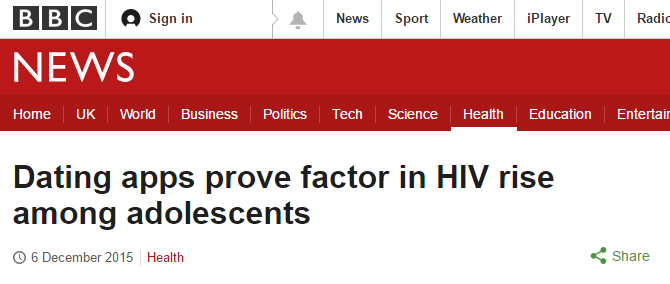 BBC Sign in News Sport Weather iPlayer TV Radio
NEWS
Home UK World Business Politics Tech Science Health Education Entertain
Dating apps prove factor in HIV rise
among adolescents
6 December 2015 Health Share